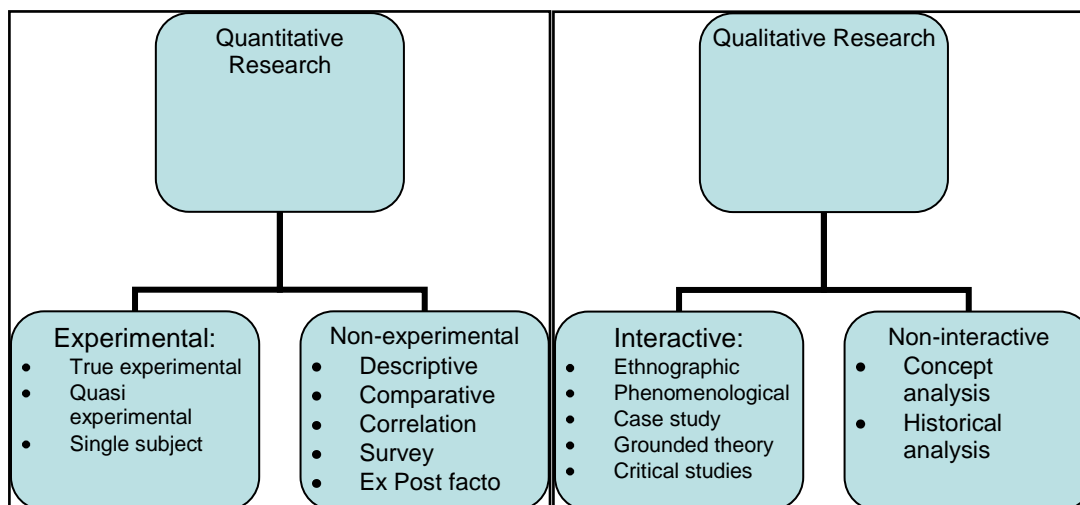 Quantitative
Research
Experimental:
• True experimental
• Quasi
experimental
• Single subject
Non-experimental
• Descriptive
• Comparative
• Correlation
• Survey
• Ex Post facto
Qualitative Research
Interactive:
• Ethnographic
• Phenomenological
• Case study
• Grounded theory
• Critical studies
Non-interactive
• Concept
analysis
• Historical
analysis